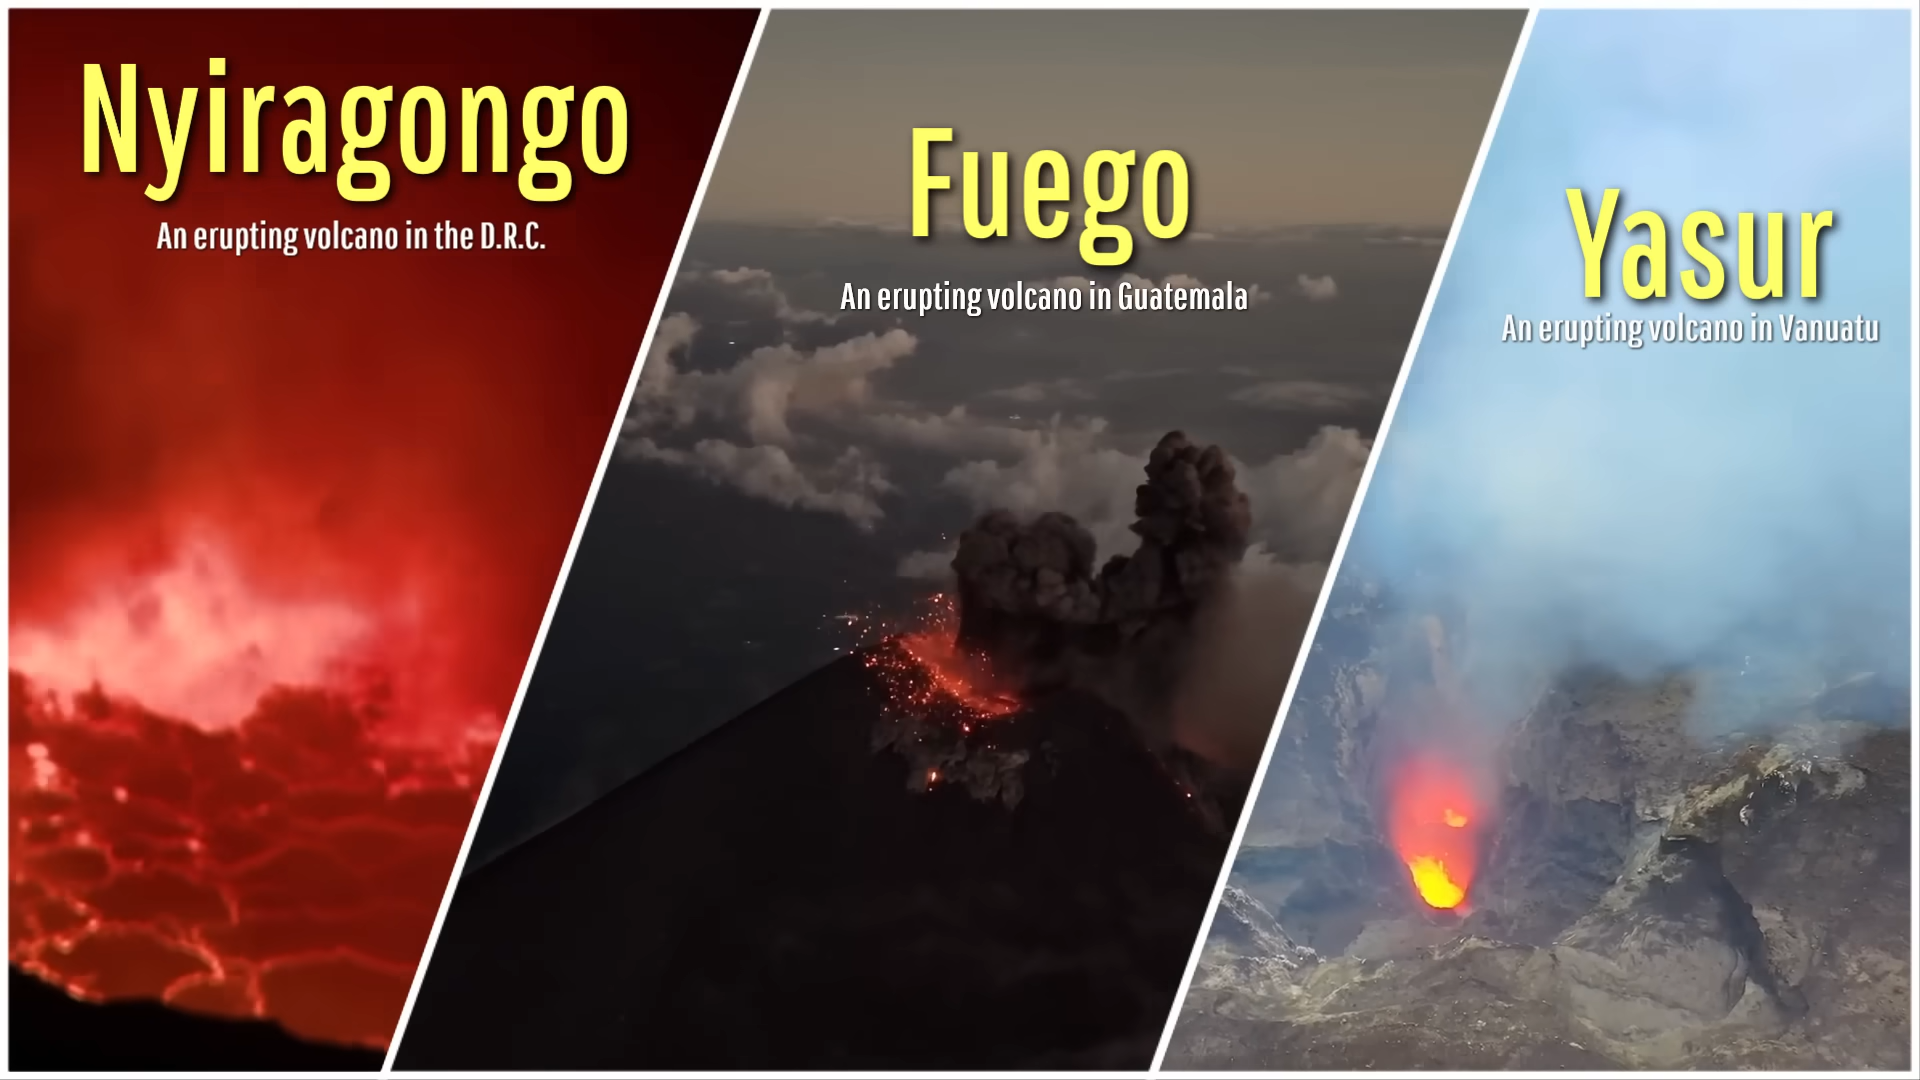 Nyiragongo
An erupting volcano in the D.R.C.
Fuego
An erupting volcano in Guatemala
Yasur
An erupting volcano in Vanuatu